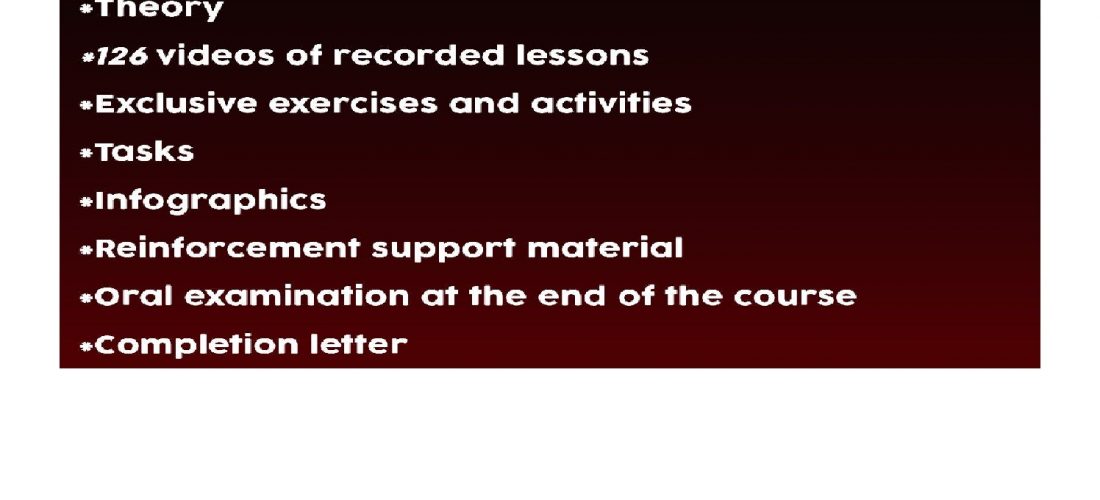 *Theory
*126 videos of recorded lessons
*Exclusive exercises and activities
*Tasks
*Infographics
*Reinforcement support material
*Oral examination at the end of the course
*Completion letter